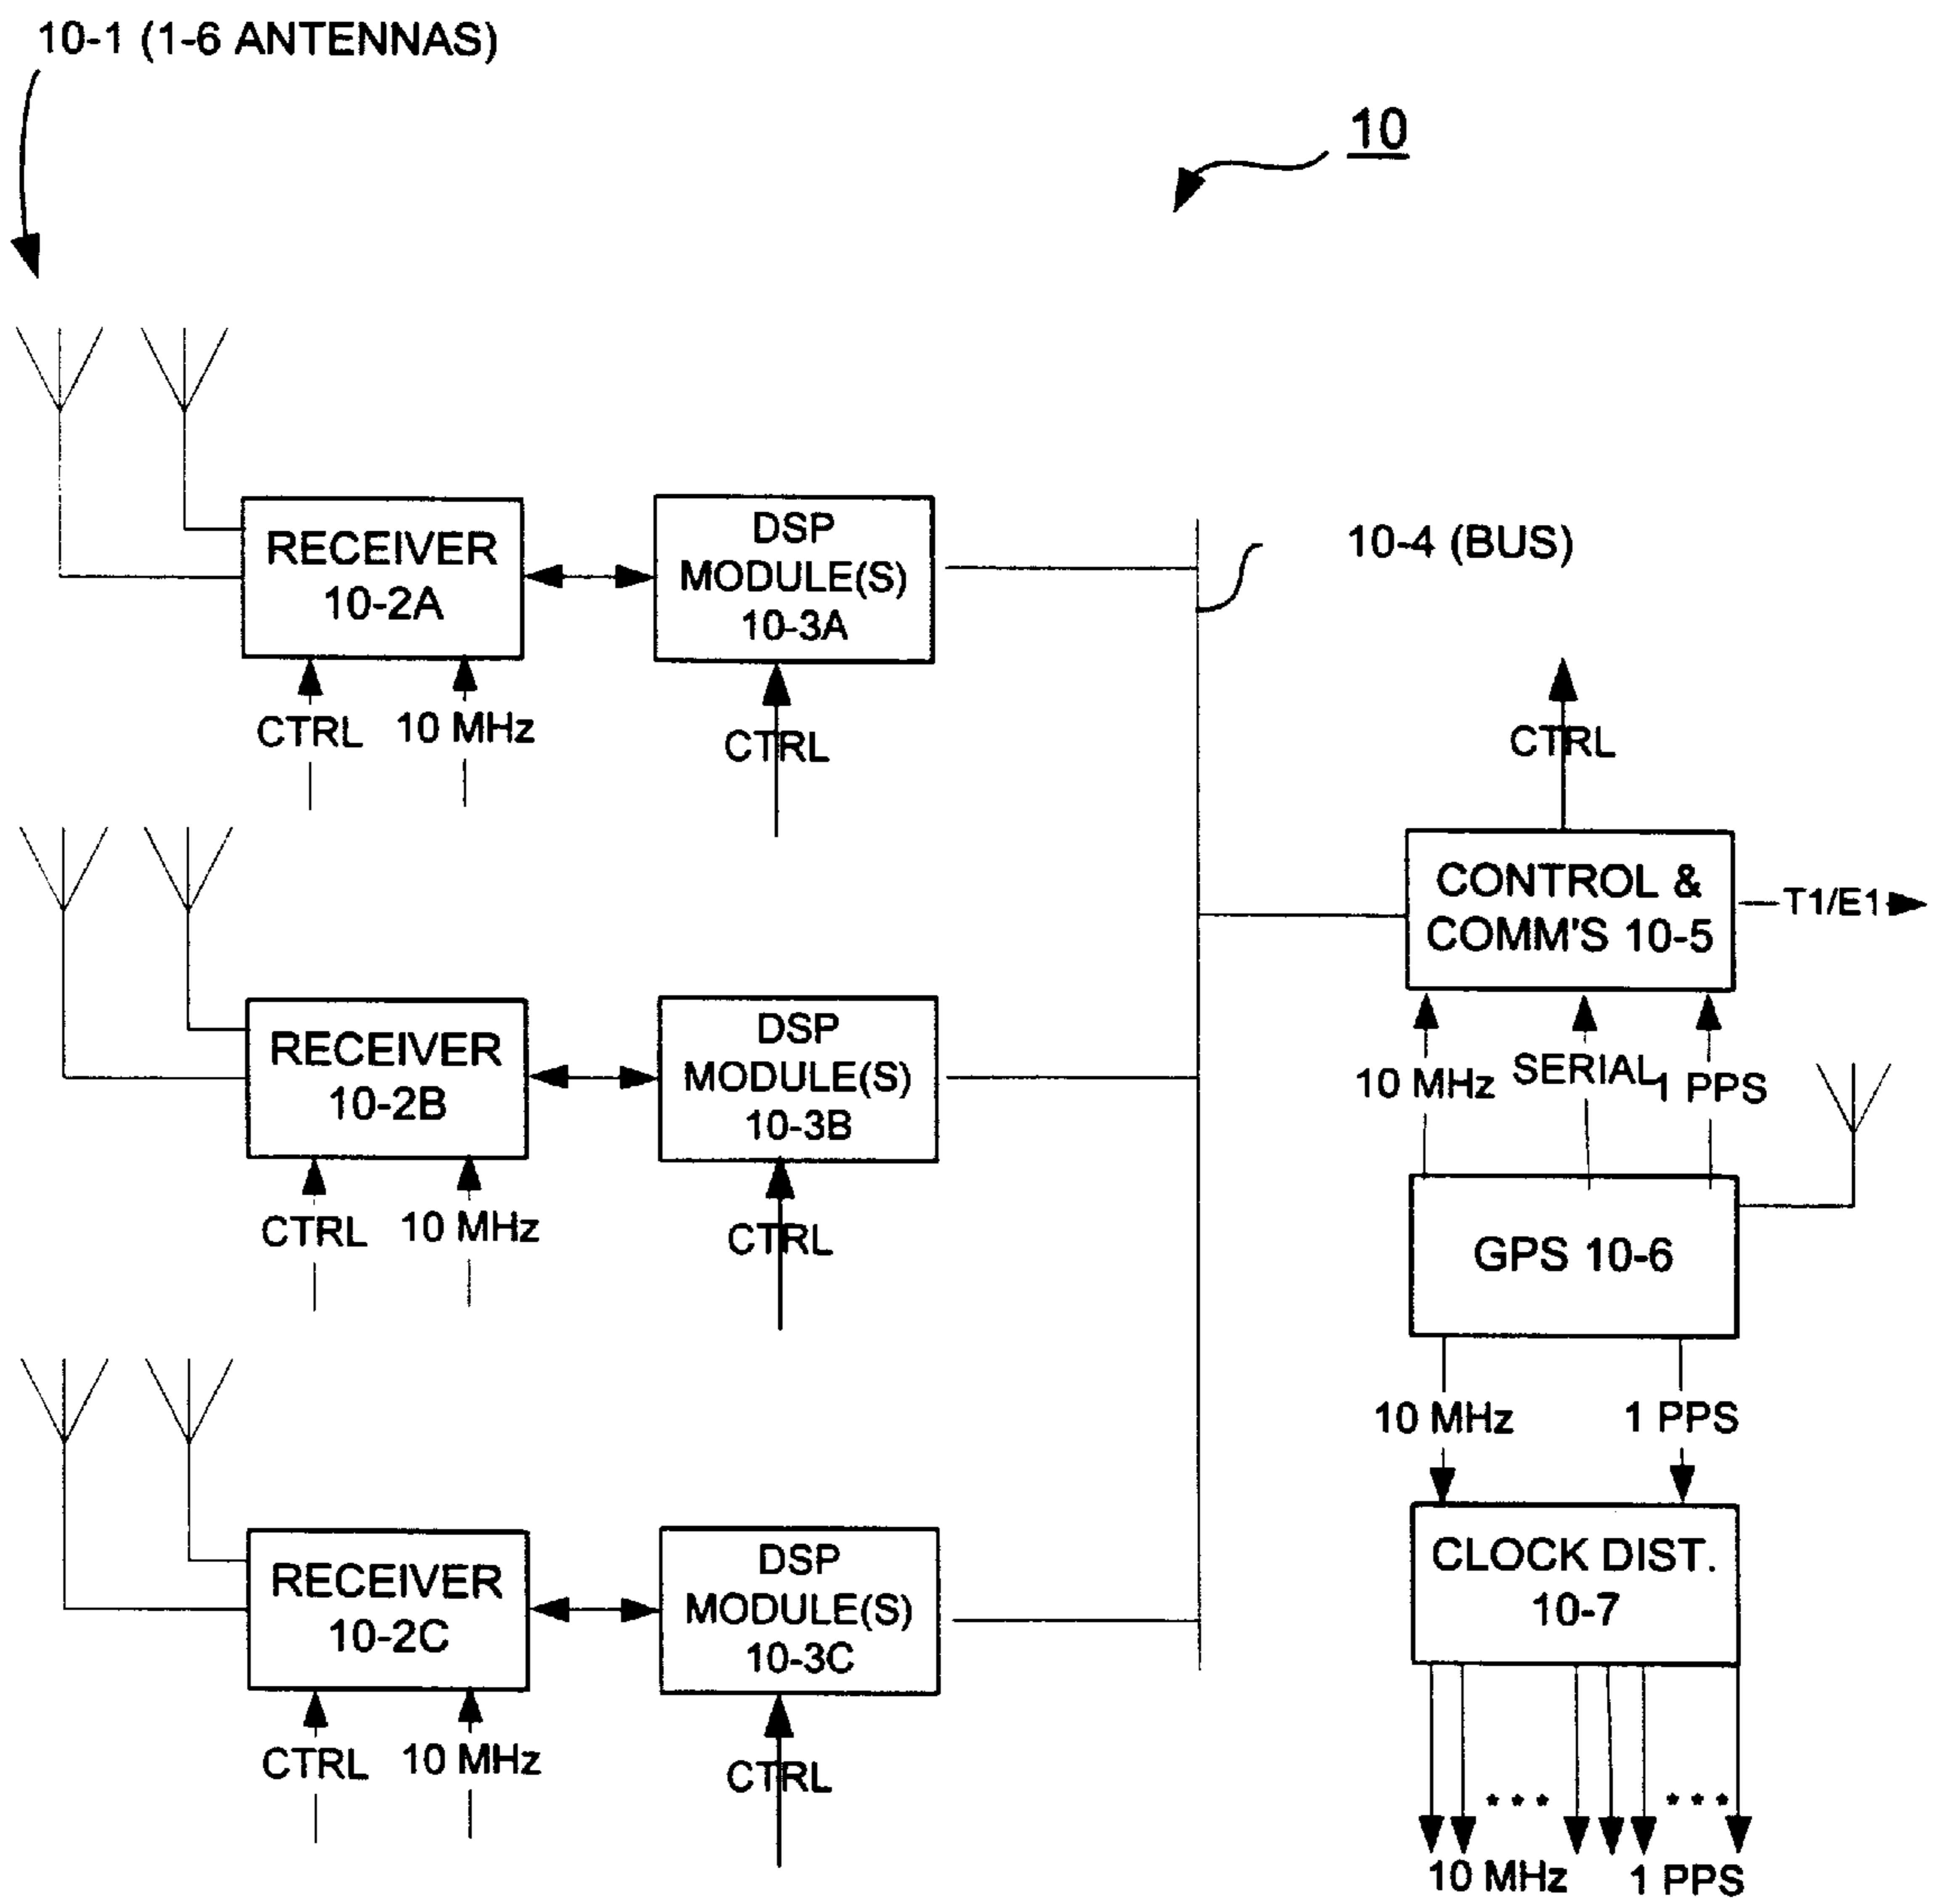 10-1 (1-6 ANTENNAS)
10
RECEIVER
10-2A
DSP
MODULE(S)
10-3A
10-4 (BUS)
CTRL
10 MHz
CTRL
CTRL
CONTROL &
COMM'S 10-5
T1/E1
RECEIVER
10-2B
DSP
MODULE(S)
10-3B
10 MHz
SERIAL
1 PPS
CTRL
10 MHz
CTRL
GPS 10-6
10 MHz
1 PPS
RECEIVER
10-2C
DSP
MODULE(S)
10-3C
CLOCK DIST.
10-7
CTRL
10 MHz
CTRL
***
***
10 MHz
1 PPS